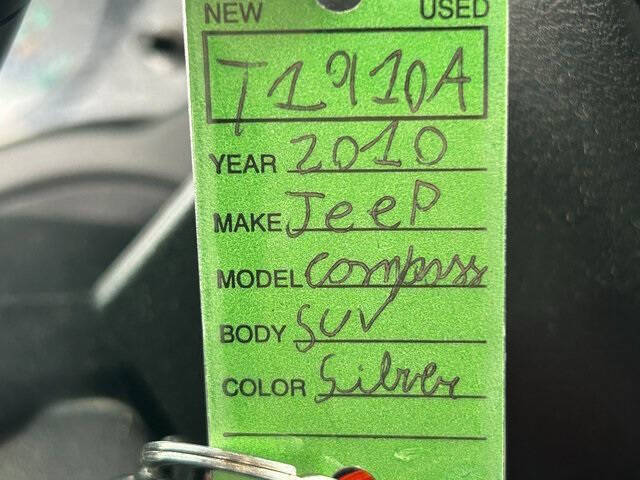 NEW USED
T1910A
YEAR 2010
MAKE Jeep
MODEL Compass
BODY SUV
COLOR Silver